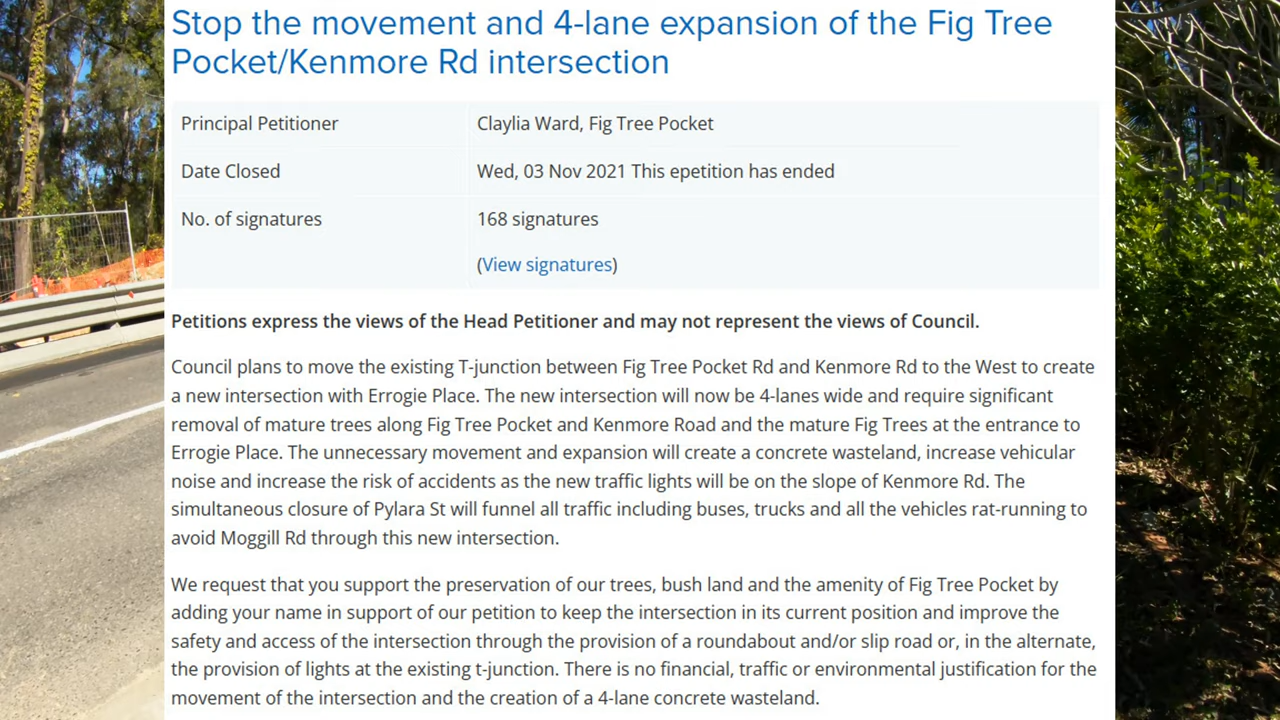 Stop the movement and 4-lane expansion of the Fig Tree
Pocket/Kenmore Rd intersection
Principal Petitioner
Claylia Ward, Fig Tree Pocket
Date Closed
Wed, 03 Nov 2021 This epetition has ended
No. of signatures
168 signatures
(View signatures)
Petitions express the views of the Head Petitioner and may not represent the views of Council.
Council plans to move the existing T-junction between Fig Tree Pocket Rd and Kenmore Rd to the West to create
a new intersection with Errogie Place. The new intersection will now be 4-lanes wide and require significant
removal of mature trees along Fig Tree Pocket and Kenmore Road and the mature Fig Trees at the entrance to
Errogie Place. The unnecessary movement and expansion will create a concrete wasteland, increase vehicular
noise and increase the risk of accidents as the new traffic lights will be on the slope of Kenmore Rd. The
simultaneous closure of Pylara St will funnel all traffic including buses, trucks and all the vehicles rat-running to
avoid Moggill Rd through this new intersection.
We request that you support the preservation of our trees, bush land and the amenity of Fig Tree Pocket by
adding your name in support of our petition to keep the intersection in its current position and improve the
safety and access of the intersection through the provision of a roundabout and/or slip road or, in the alternate,
the provision of lights at the existing t-junction. There is no financial, traffic or environmental justification for the
movement of the intersection and the creation of a 4-lane concrete wasteland.